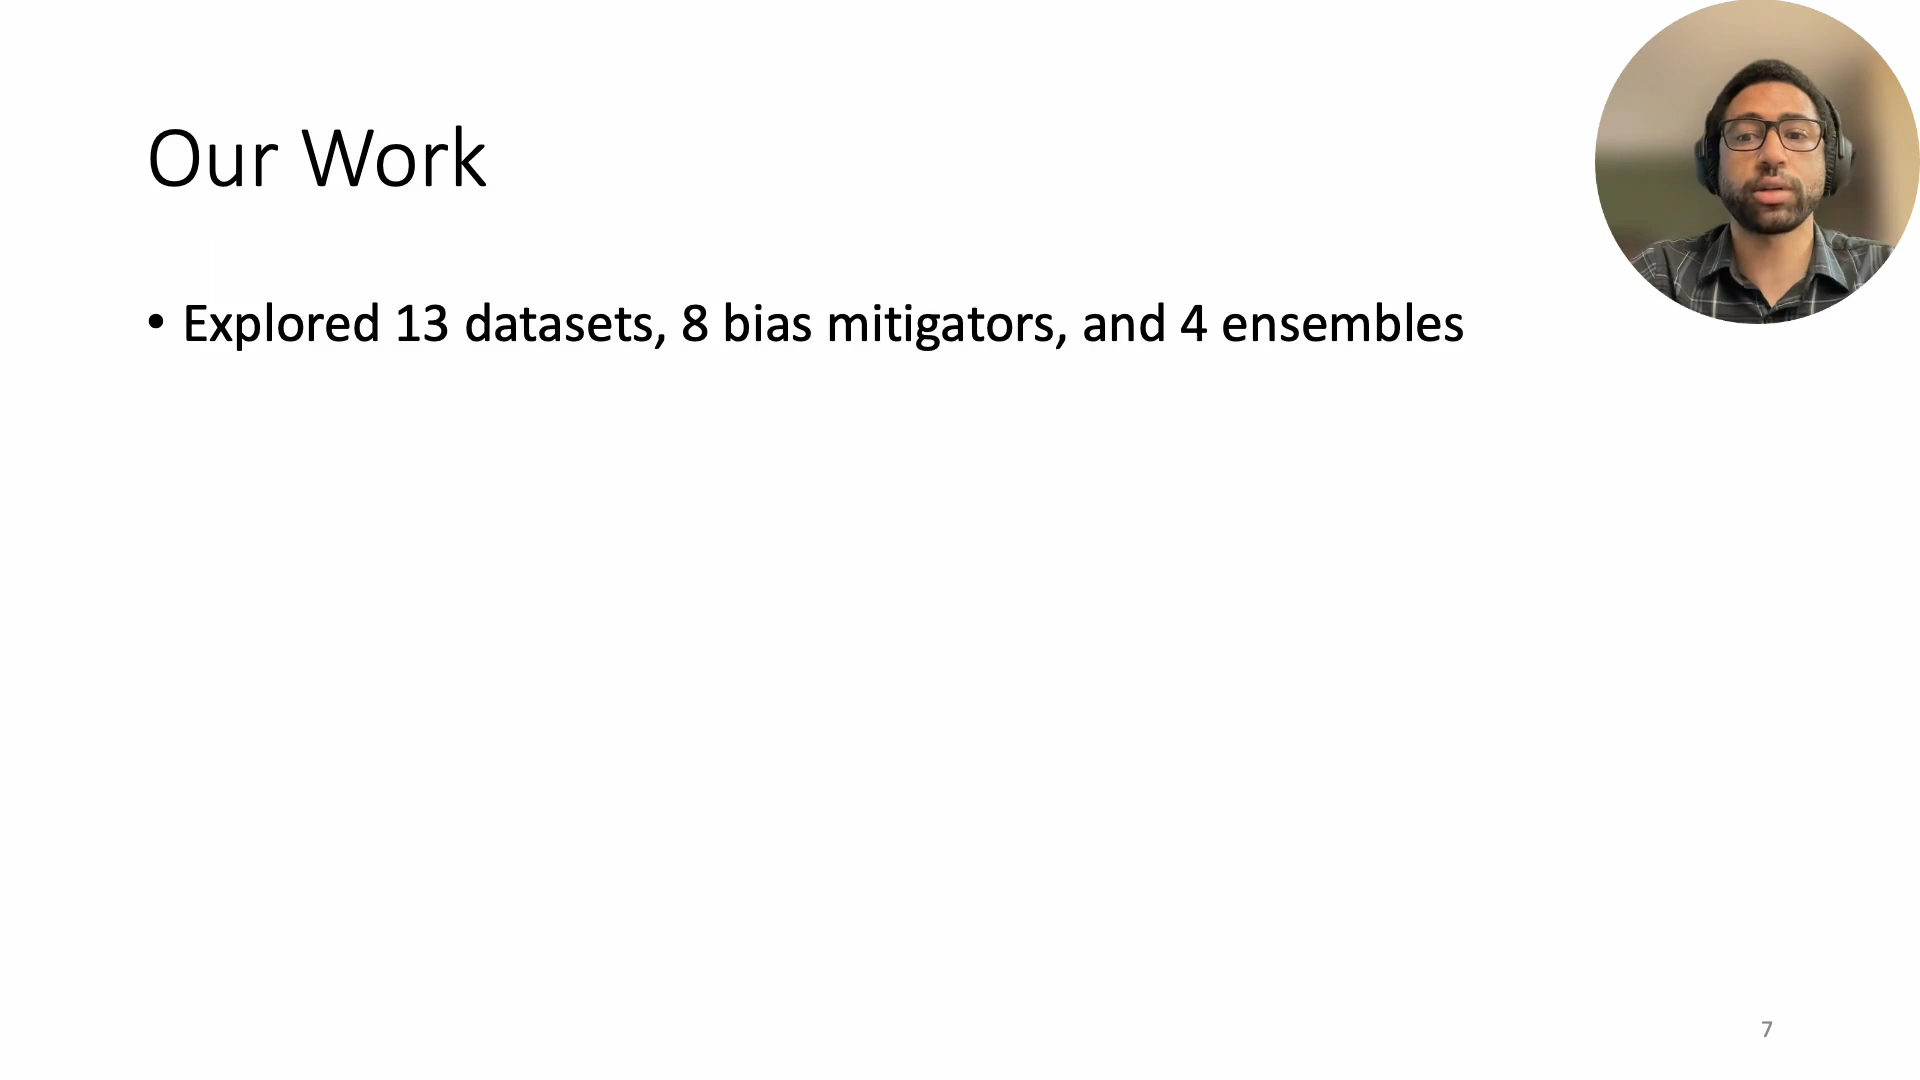 Our Work
• Explored 13 datasets, 8 bias mitigators, and 4 ensembles
7